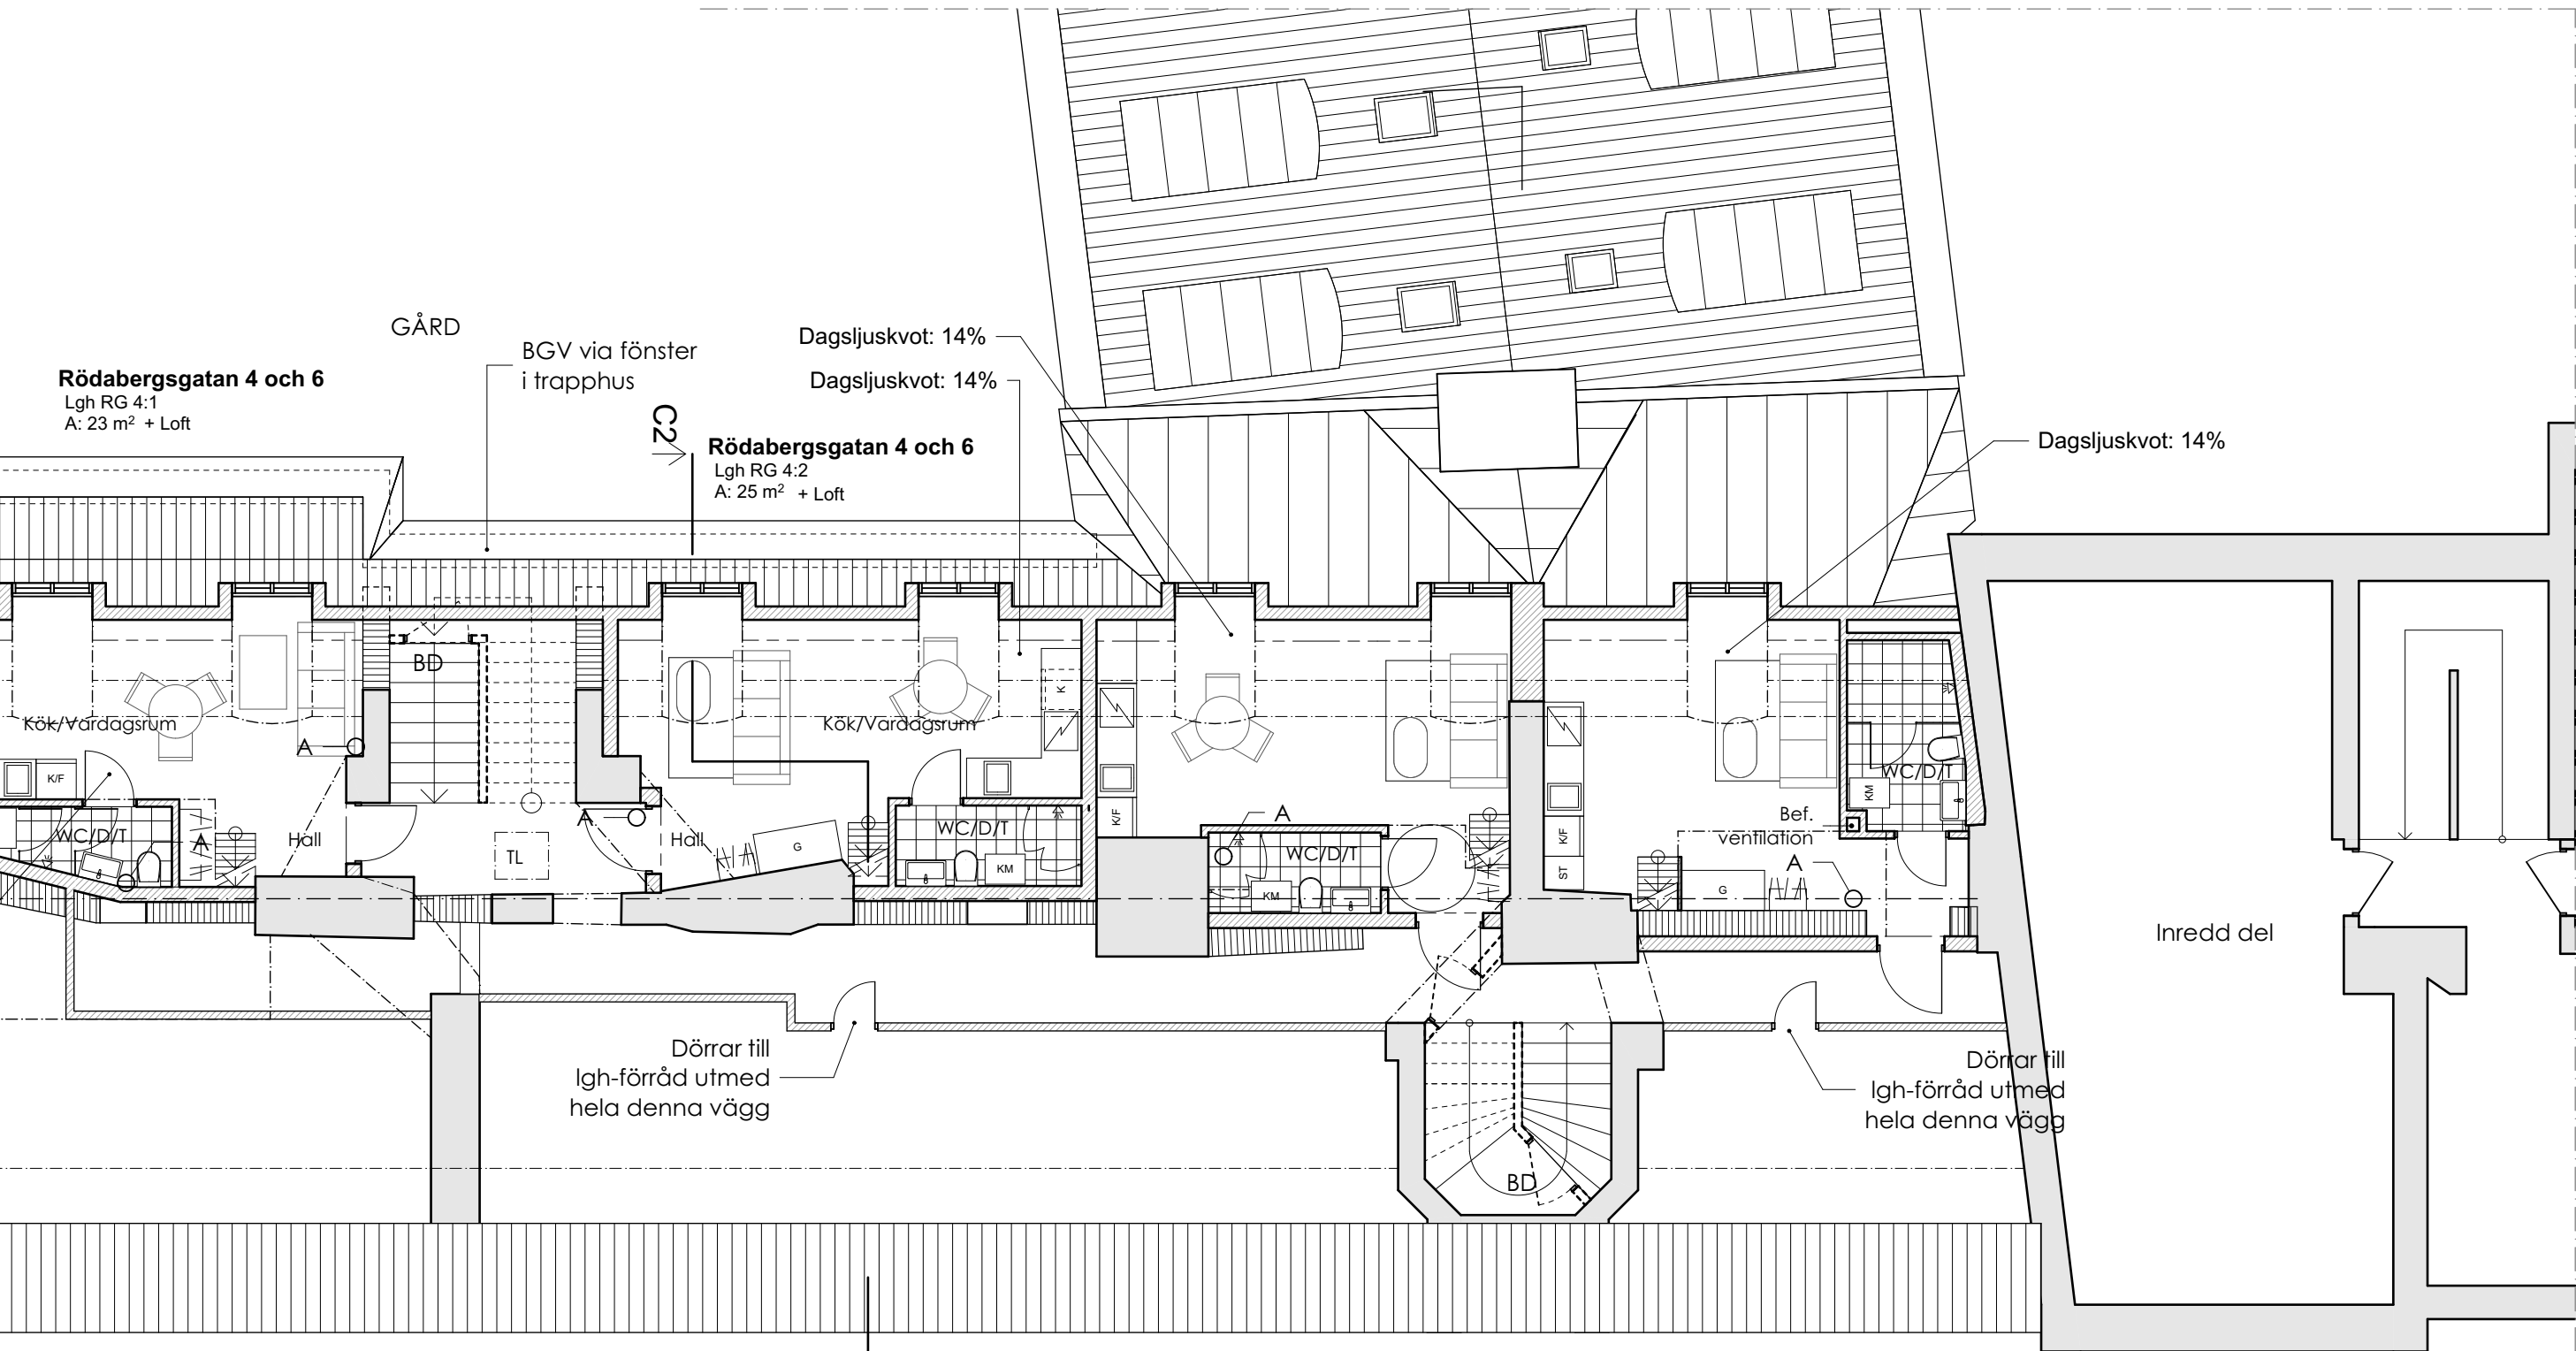 GÅRD
BGV via fönster
i trapphus
Dagsljuskvot: 14%
Dagsljuskvot: 14%
Rödabergsgatan 4 och 6
Lgh RG 4:1
A: 23 m² + Loft
C2
Rödabergsgatan 4 och 6
Lgh RG 4:2
A: 25 m² + Loft
Dagsljuskvot: 14%
BD
K
Kök/Vardagsrum
A
Kök/Vardagsrum
K/F
K/F
WC/D/T
KM
WC/D/T
A
Hall
A
Hall
TL
G
WC/D/T
KM
A
WC/D/T
KM
K/F
ST
Bef.
ventilation
A
G
Inredd del
Dörrar till
lgh-förråd utmed
hela denna vägg
Dörrar till
lgh-förråd utmed
hela denna vägg
BD